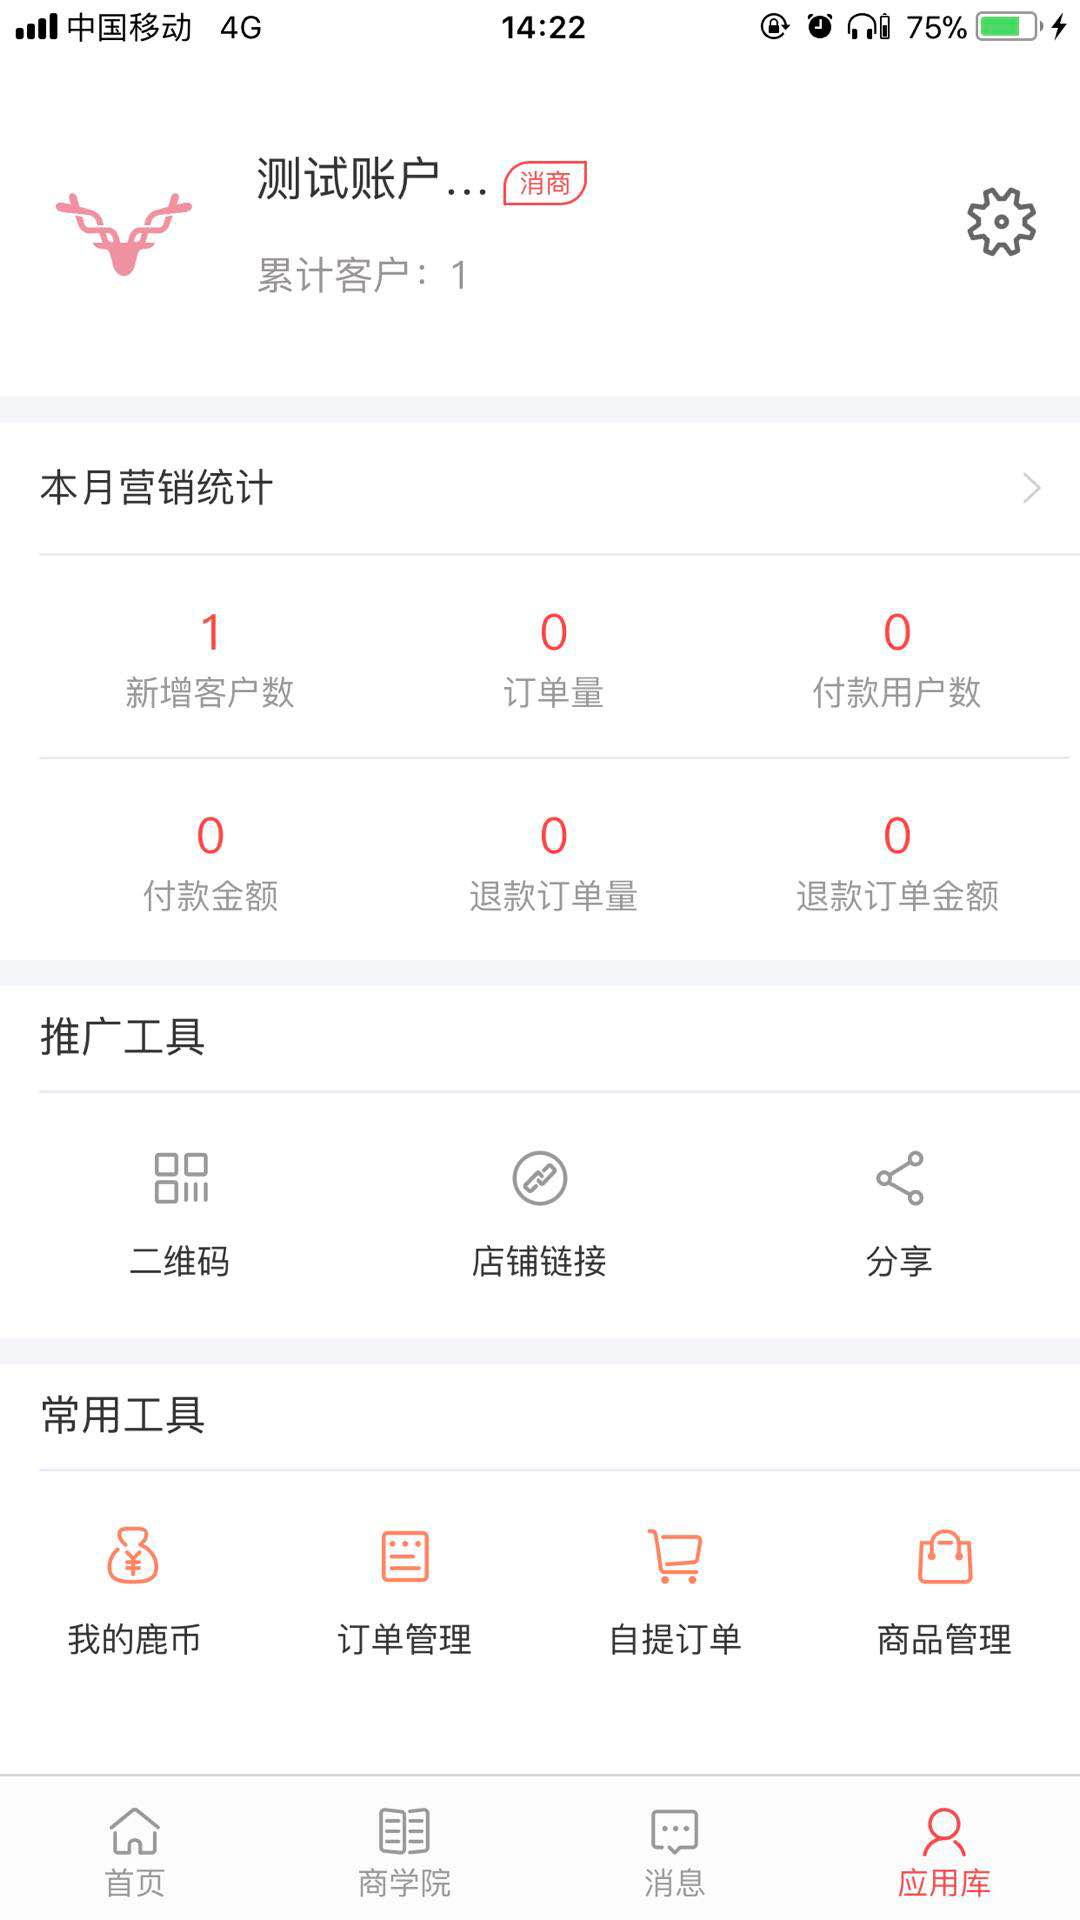 中国移动 4G 14:22 75%
测试账户... 消商
累计客户：1
本月营销统计
1 0 0
新增客户数 订单量 付款用户数
0 0 0
付款金额 退款订单量 退款订单金额
推广工具
二维码 店铺链接 分享
常用工具
我的鹿币 订单管理 自提订单 商品管理
首页 商学院 消息 应用库